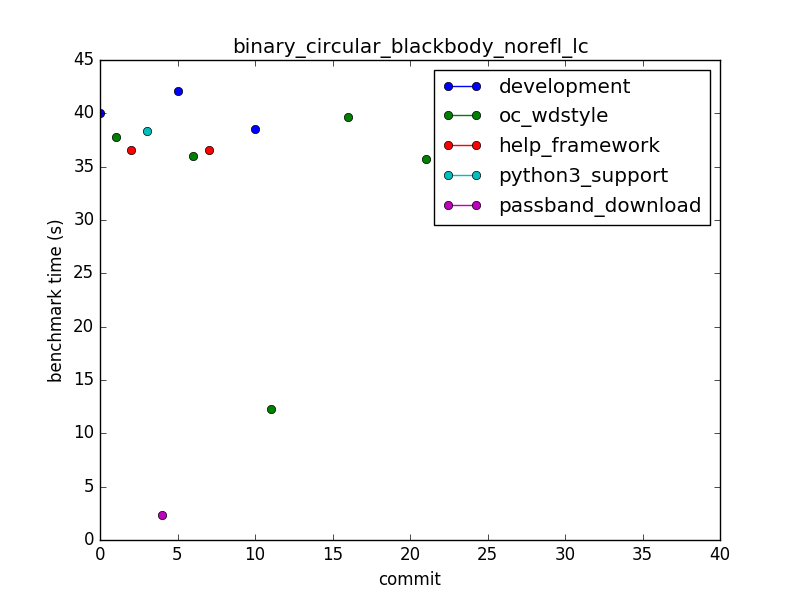 binary_circular_blackbody_norefl_lc
45
40
35
30
25
20
15
10
5
0
benchmark time (s)
development
oc_wdstyle
help_framework
python3_support
passband_download
0 5 10 15 20 25 30 35 40
commit